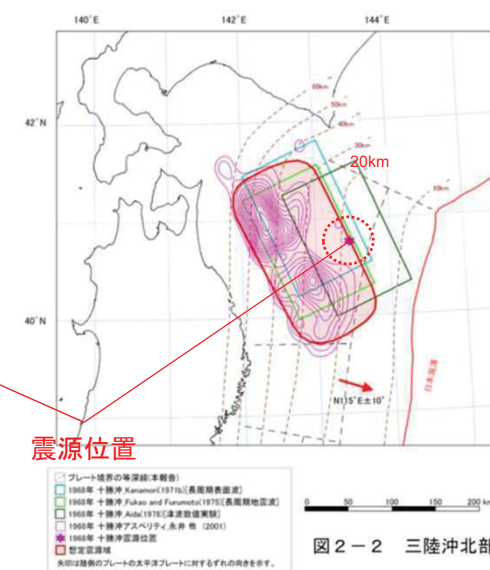 140°E
142°E
144°E
60km
50km
40km
30km
20km
10km
42°N
40°N
日本海溝
N115°E±10°
震源位置
プレート境界の等深線(本報告)
1968年 十勝沖,Kanamori(1971b)[長周期表面波]
1968年 十勝沖,Fukao and Furumoto(1975)[長周期地震波]
1968年 十勝沖,Aida(1978)[津波数値実験]
1968年 十勝沖アスペリティ,永井 他 (2001)
1968年 十勝沖震源位置
想定震源域
矢印は陸側のプレートの太平洋プレートに対するずれの向きを示す。
0 50 100 150 200 km
図2-2 三陸沖北部